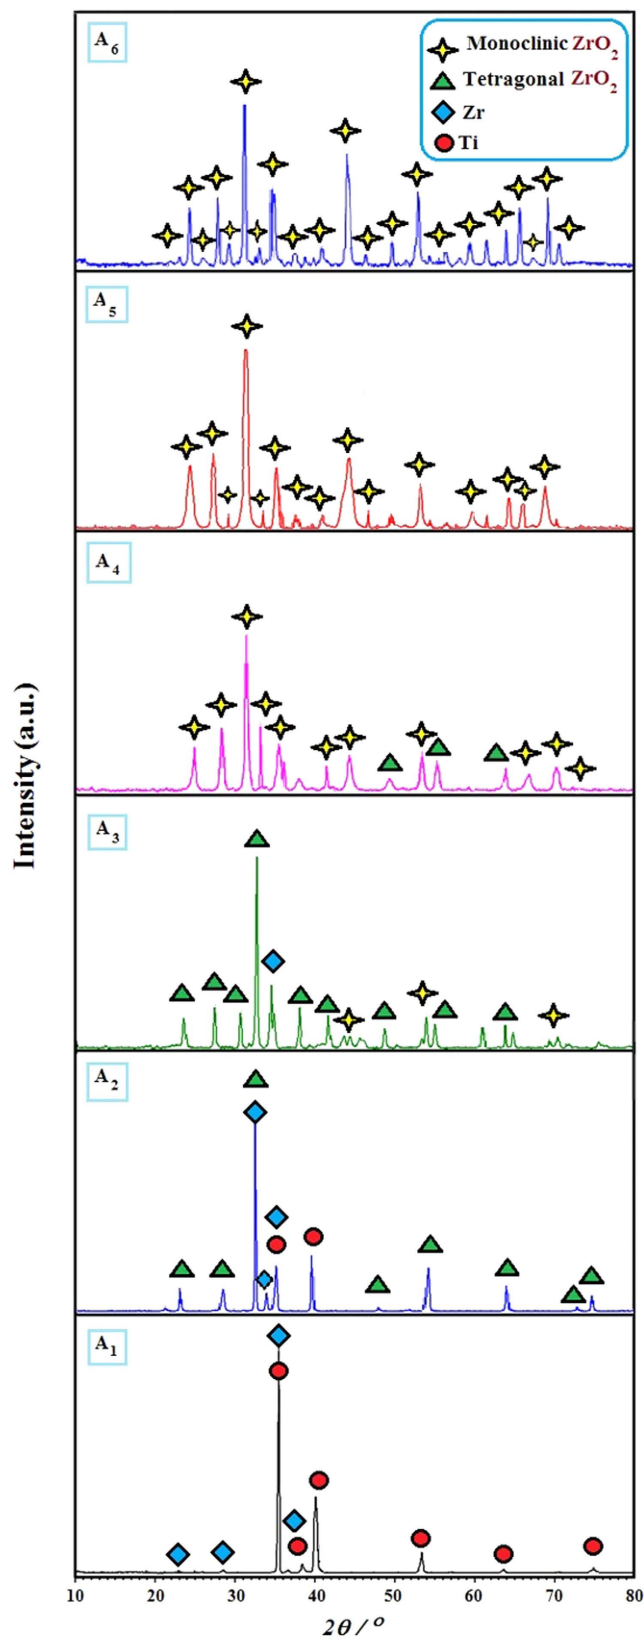 A6
Monoclinic ZrO2
Tetragonal ZrO2
Zr
Ti
A5
A4
Intensity (a.u.)
A3
A2
A1
10 20 30 40 50 60 70 80
2θ / °